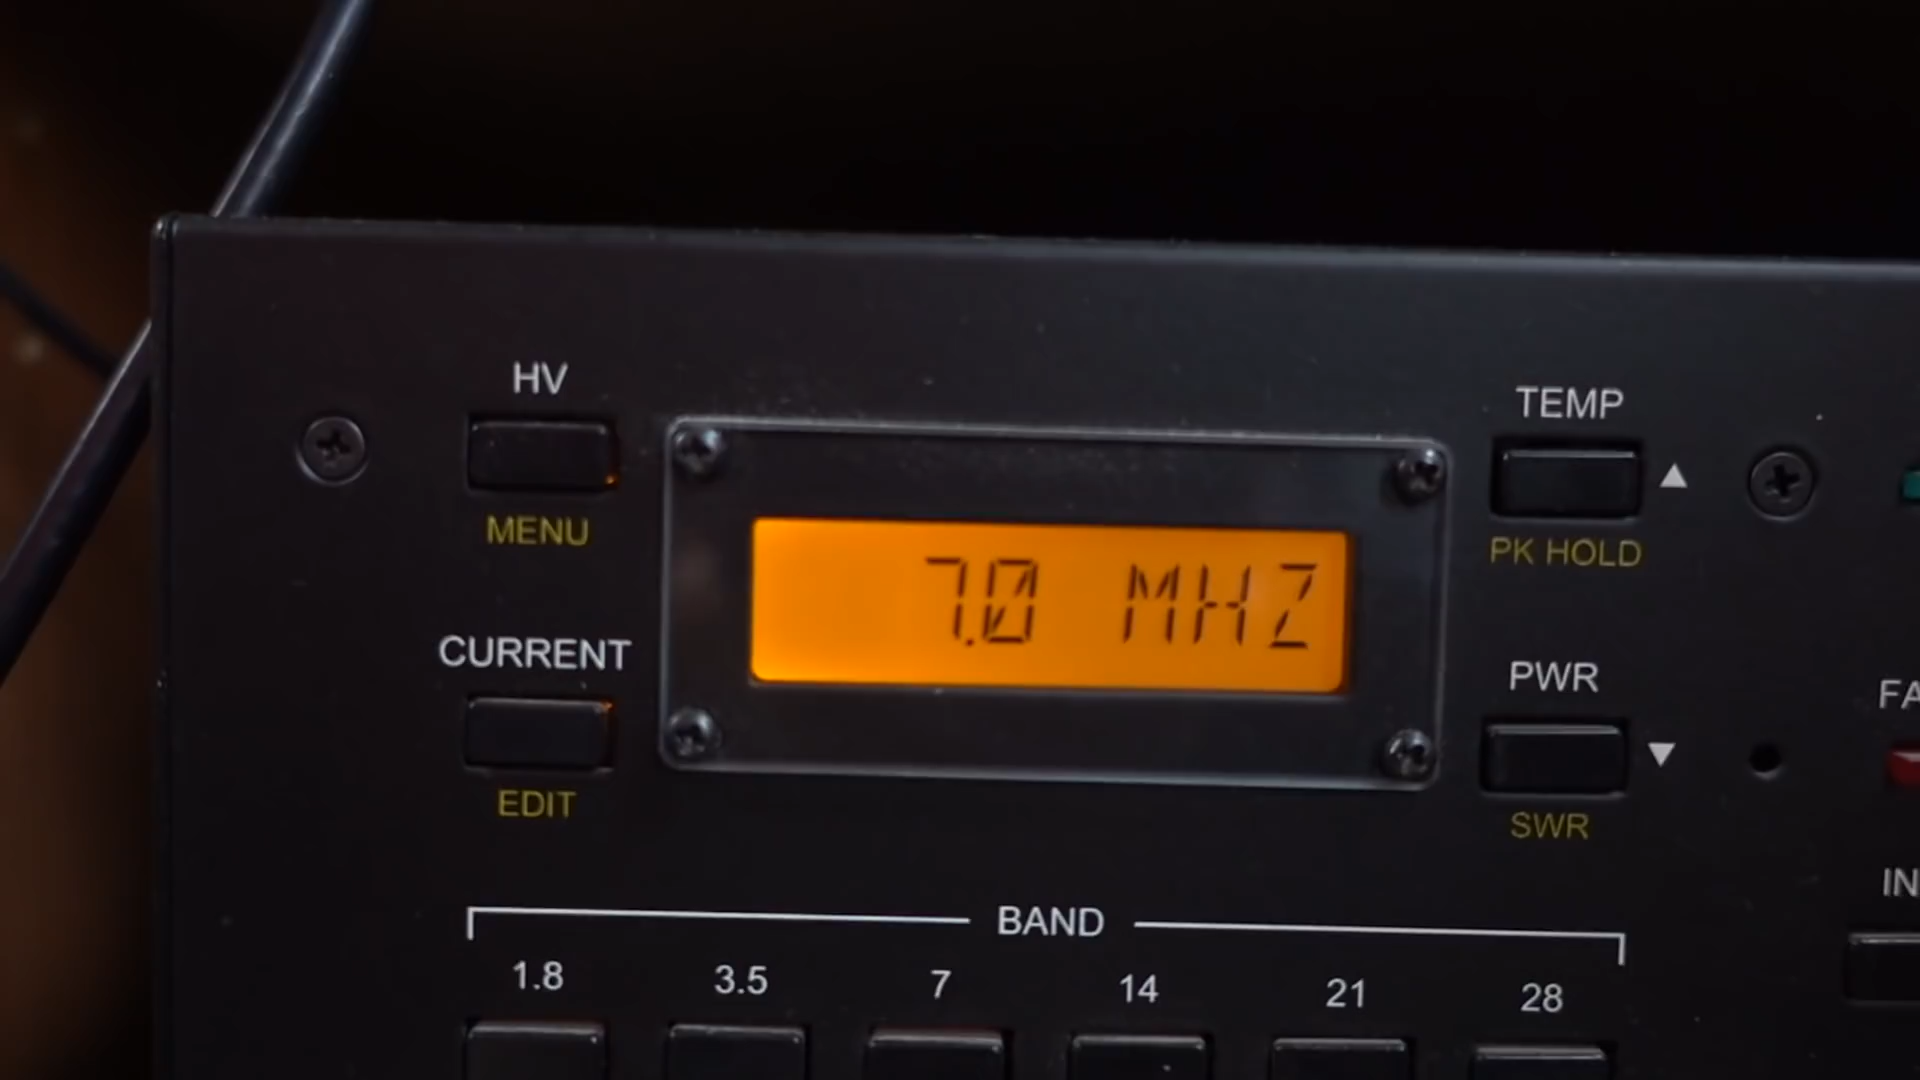 HV
MENU
7.0 MHZ
TEMP
▲
PK HOLD
CURRENT
EDIT
PWR
▼
SWR
BAND
1.8 3.5 7 14 21 28